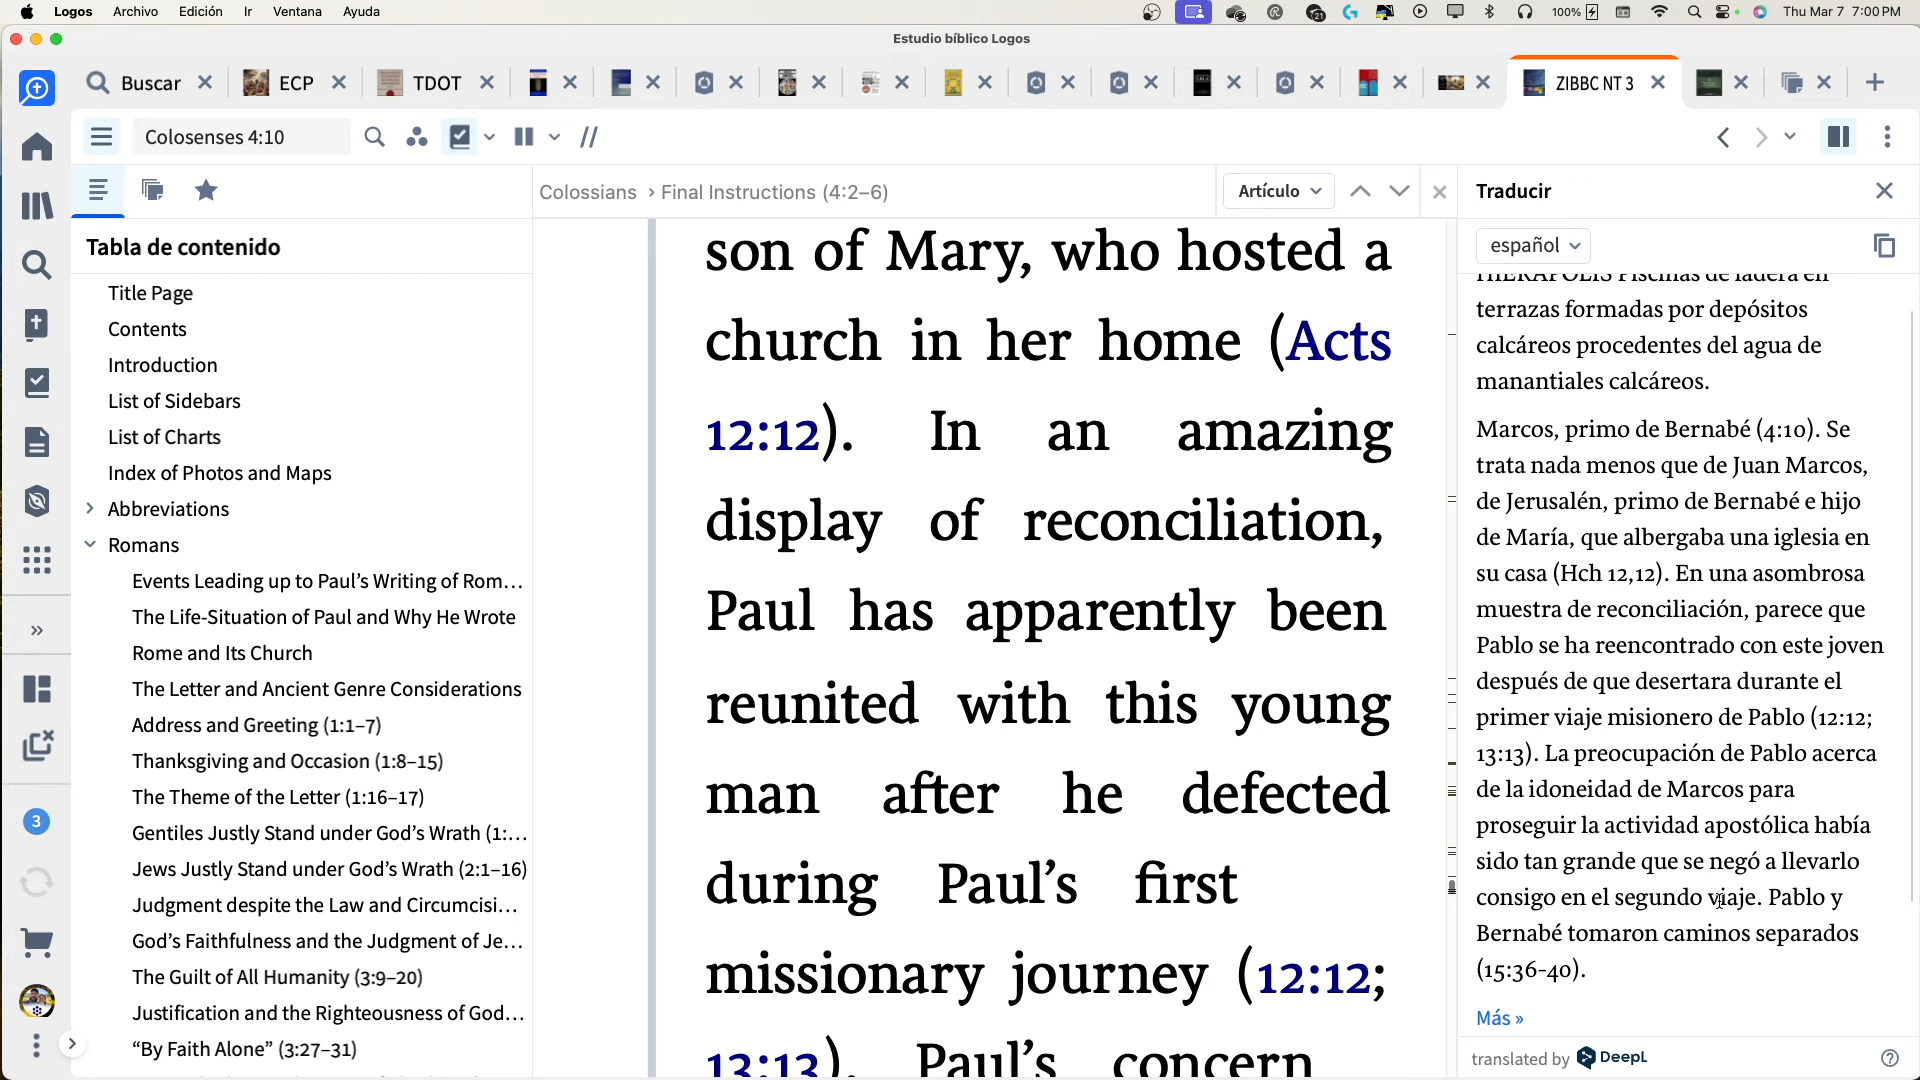 Logos Archivo Edición Ir Ventana Ayuda
21 100% Thu Mar 7 7:00 PM
Estudio bíblico Logos
Buscar ECP TDOT ZIBBC NT 3
Colosenses 4:10
Tabla de contenido
Title Page
Contents
Introduction
List of Sidebars
List of Charts
Index of Photos and Maps
Abbreviations
Romans
Events Leading up to Paul’s Writing of Rom…
The Life-Situation of Paul and Why He Wrote
Rome and Its Church
The Letter and Ancient Genre Considerations
Address and Greeting (1:1–7)
Thanksgiving and Occasion (1:8–15)
The Theme of the Letter (1:16–17)
Gentiles Justly Stand under God’s Wrath (1:…
Jews Justly Stand under God’s Wrath (2:1–16)
Judgment despite the Law and Circumcisi…
God’s Faithfulness and the Judgment of Je…
The Guilt of All Humanity (3:9–20)
Justification and the Righteousness of God…
“By Faith Alone” (3:27–31)
3
Colossians › Final Instructions (4:2–6)
Artículo
son of Mary, who hosted a
church in her home (Acts
12:12). In an amazing
display of reconciliation,
Paul has apparently been
reunited with this young
man after he defected
during Paul’s first
missionary journey (12:12;
13:13). Paul’s concern
Traducir
español
THERAPOLIS Piscinas de ladera en
terrazas formadas por depósitos
calcáreos procedentes del agua de
manantiales calcáreos.
Marcos, primo de Bernabé (4:10). Se
trata nada menos que de Juan Marcos,
de Jerusalén, primo de Bernabé e hijo
de María, que albergaba una iglesia en
su casa (Hch 12,12). En una asombrosa
muestra de reconciliación, parece que
Pablo se ha reencontrado con este joven
después de que desertara durante el
primer viaje misionero de Pablo (12:12;
13:13). La preocupación de Pablo acerca
de la idoneidad de Marcos para
proseguir la actividad apostólica había
sido tan grande que se negó a llevarlo
consigo en el segundo viaje. Pablo y
Bernabé tomaron caminos separados
(15:36-40).
Más »
translated by DeepL